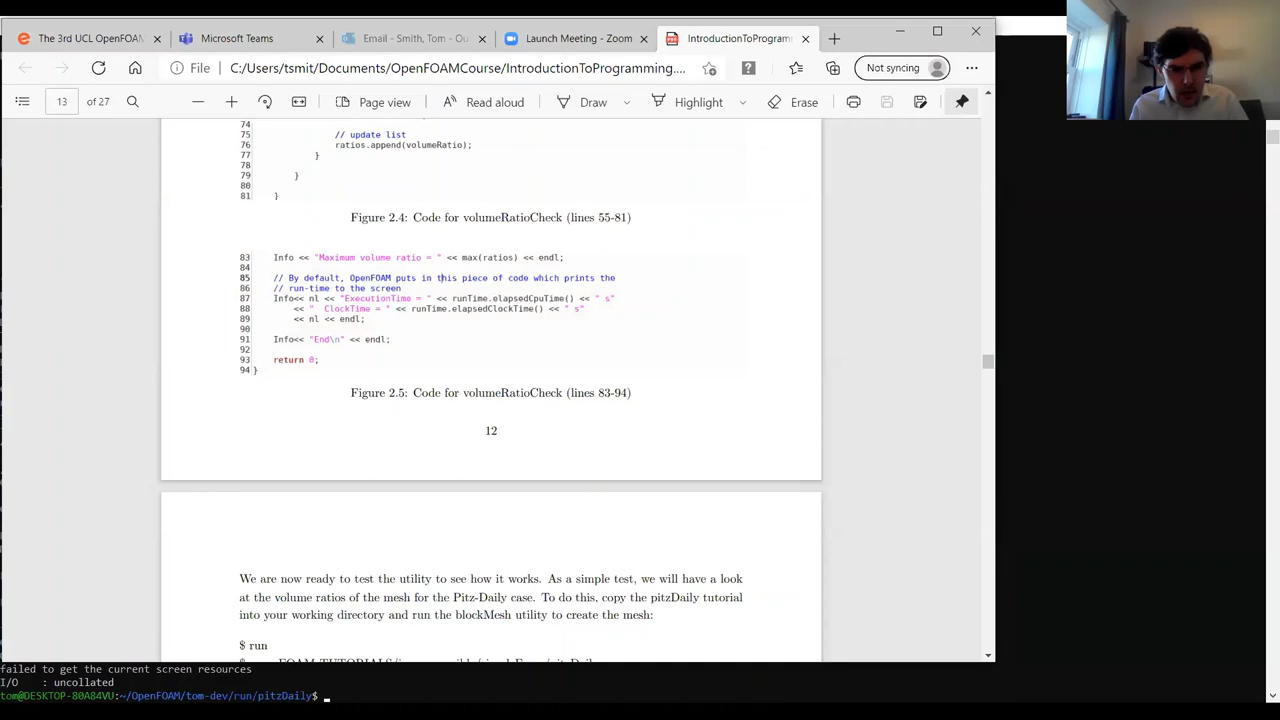 The 3rd UCL OpenFOAM
Microsoft Teams
Email - Smith, Tom - Ou
Launch Meeting - Zoom
IntroductionToProgram
File
C:/Users/tsmit/Documents/OpenFOAMCourse/IntroductionToProgramming....
Not syncing
13 of 27
Page view
Read aloud
Draw
Highlight
Erase
74
75 // update list
76 ratios.append(volumeRatio);
77 }
78
79 }
80
81 }
Figure 2.4: Code for volumeRatioCheck (lines 55-81)
83 Info << "Maximum volume ratio = " << max(ratios) << endl;
84
85 // By default, OpenFOAM puts in this piece of code which prints the
86 // run-time to the screen
87 Info<< nl << "ExecutionTime = " << runTime.elapsedCpuTime() << " s"
88 << "  ClockTime = " << runTime.elapsedClockTime() << " s"
89 << nl << endl;
90
91 Info<< "End\n" << endl;
92
93 return 0;
94 }
Figure 2.5: Code for volumeRatioCheck (lines 83-94)
12
We are now ready to test the utility to see how it works. As a simple test, we will have a look
at the volume ratios of the mesh for the Pitz-Daily case. To do this, copy the pitzDaily tutorial
into your working directory and run the blockMesh utility to create the mesh:
$ run
failed to get the current screen resources
I/O : uncollated
tom@DESKTOP-80A84VU:~/OpenFOAM/tom-dev/run/pitzDaily$